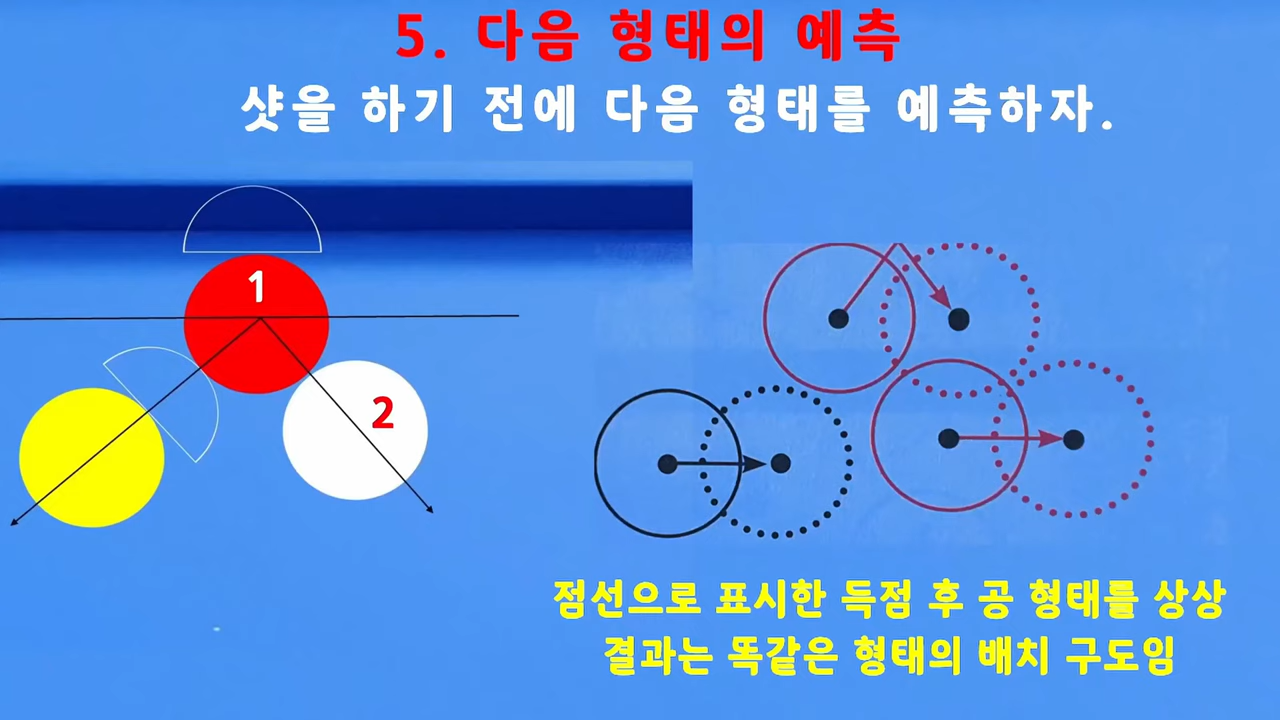 5. 다음 형태의 예측
샷을 하기 전에 다음 형태를 예측하자.
1
2
점선으로 표시한 득점 후 공 형태를 상상
결과는 똑같은 형태의 배치 구도임